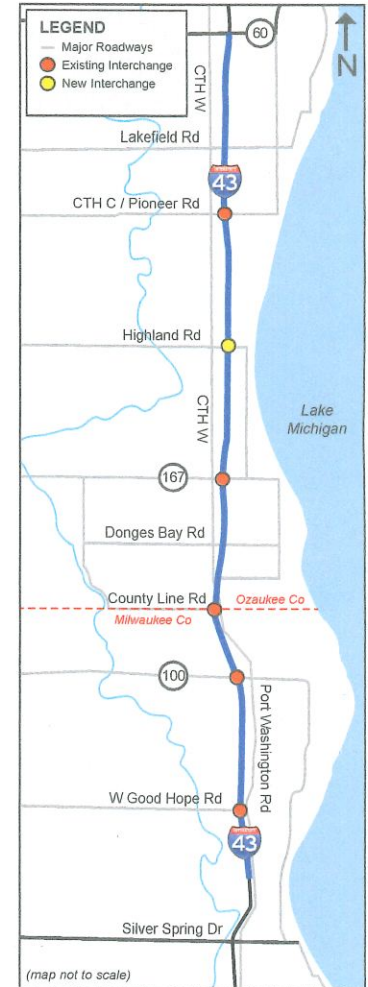 LEGEND
Major Roadways
Existing Interchange
New Interchange
60
N
CTH W
Lakefield Rd
43
CTH C / Pioneer Rd
Highland Rd
CTH W
Lake
Michigan
167
Donges Bay Rd
County Line Rd
Ozaukee Co
Milwaukee Co
100
Port Washington Rd
W Good Hope Rd
43
Silver Spring Dr
(map not to scale)